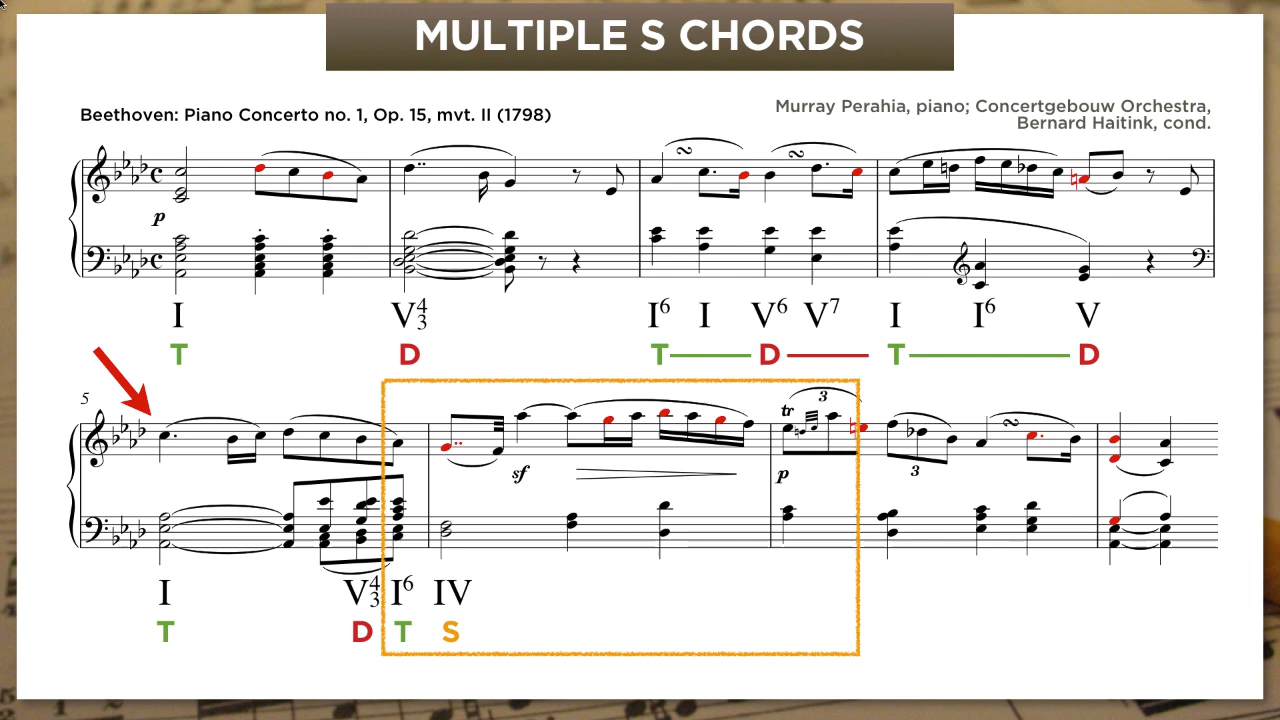 MULTIPLE S CHORDS
Beethoven: Piano Concerto no. 1, Op. 15, mvt. II (1798)
Murray Perahia, piano; Concertgebouw Orchestra,
Bernard Haitink, cond.
p
I V4/3 I6 I V6 V7 I I6 V
T D T D T D
5
3
tr
sf p
3
I V4/3 I6 IV
T D T S